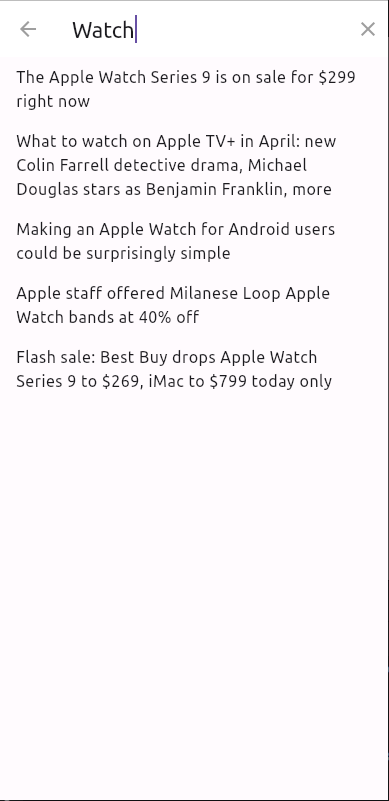 Watch
The Apple Watch Series 9 is on sale for $299
right now
What to watch on Apple TV+ in April: new
Colin Farrell detective drama, Michael
Douglas stars as Benjamin Franklin, more
Making an Apple Watch for Android users
could be surprisingly simple
Apple staff offered Milanese Loop Apple
Watch bands at 40% off
Flash sale: Best Buy drops Apple Watch
Series 9 to $269, iMac to $799 today only